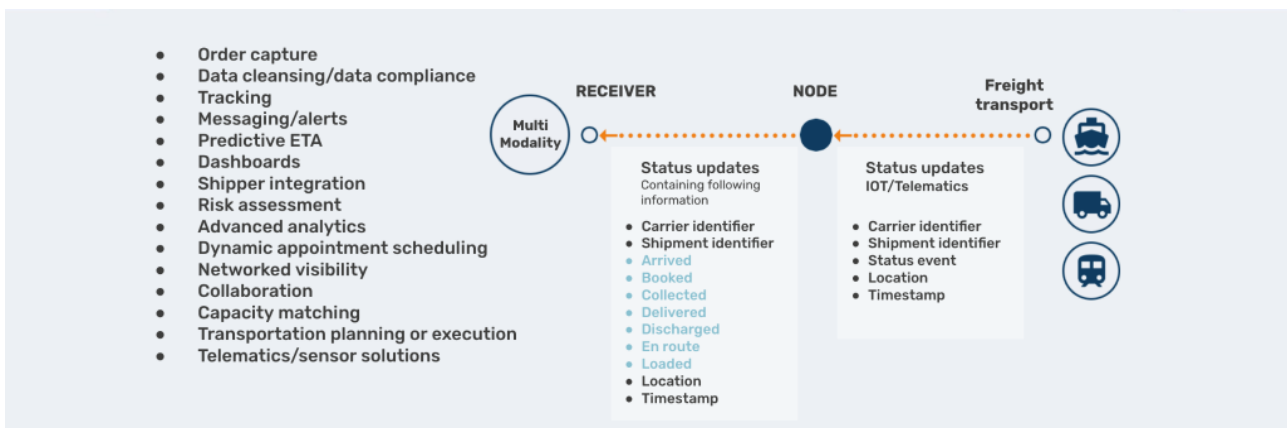 ● Order capture
● Data cleansing/data compliance
● Tracking
● Messaging/alerts
● Predictive ETA
● Dashboards
● Shipper integration
● Risk assessment
● Advanced analytics
● Dynamic appointment scheduling
● Networked visibility
● Collaboration
● Capacity matching
● Transportation planning or execution
● Telematics/sensor solutions
Multi
Modality
RECEIVER
NODE
Freight
transport
Status updates
Containing following
information
● Carrier identifier
● Shipment identifier
● Arrived
● Booked
● Collected
● Delivered
● Discharged
● En route
● Loaded
● Location
● Timestamp
Status updates
IOT/Telematics
● Carrier identifier
● Shipment identifier
● Status event
● Location
● Timestamp